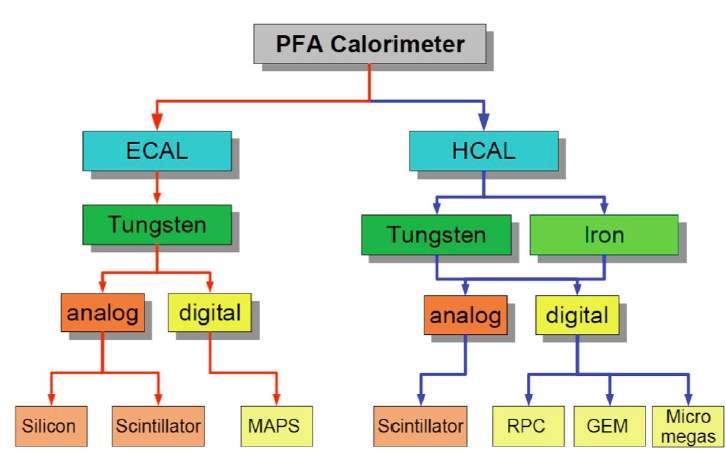 PFA Calorimeter
ECAL
HCAL
Tungsten
Tungsten
Iron
analog
digital
analog
digital
Silicon
Scintillator
MAPS
Scintillator
RPC
GEM
Micro
megas